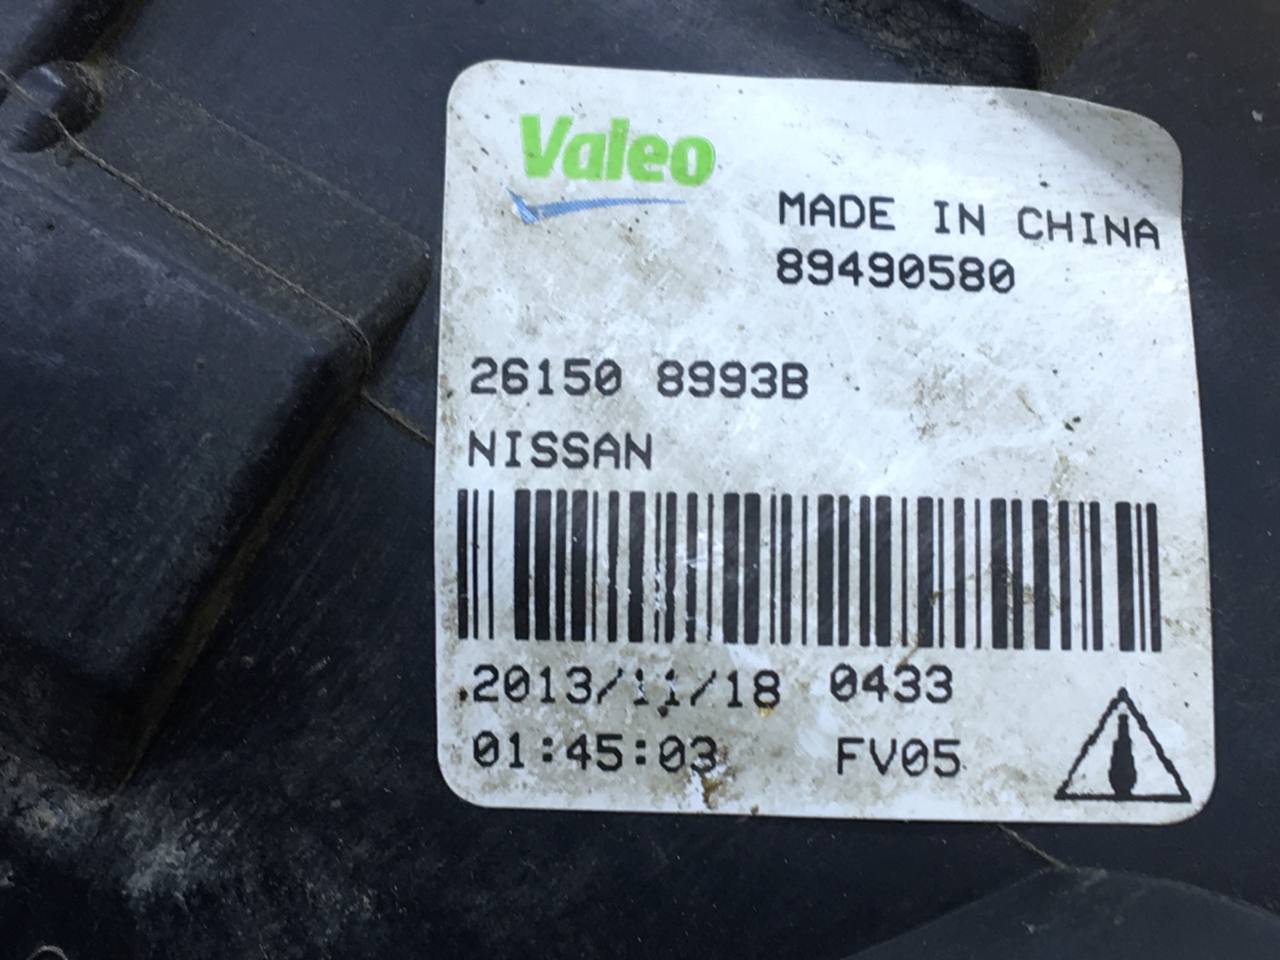 Valeo
MADE IN CHINA
89490580
26150 8993B
NISSAN
.2013/11/18 0433
01:45:03 FV05